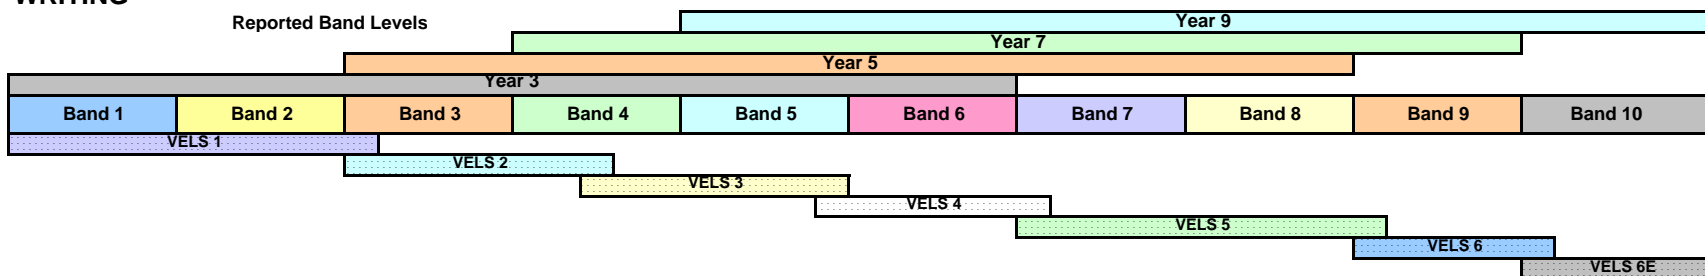 WRITING
Reported Band Levels
Year 9
Year 7
Year 5
Year 3
Band 1 Band 2 Band 3 Band 4 Band 5 Band 6 Band 7 Band 8 Band 9 Band 10
VELS 1
VELS 2
VELS 3
VELS 4
VELS 5
VELS 6
VELS 6E